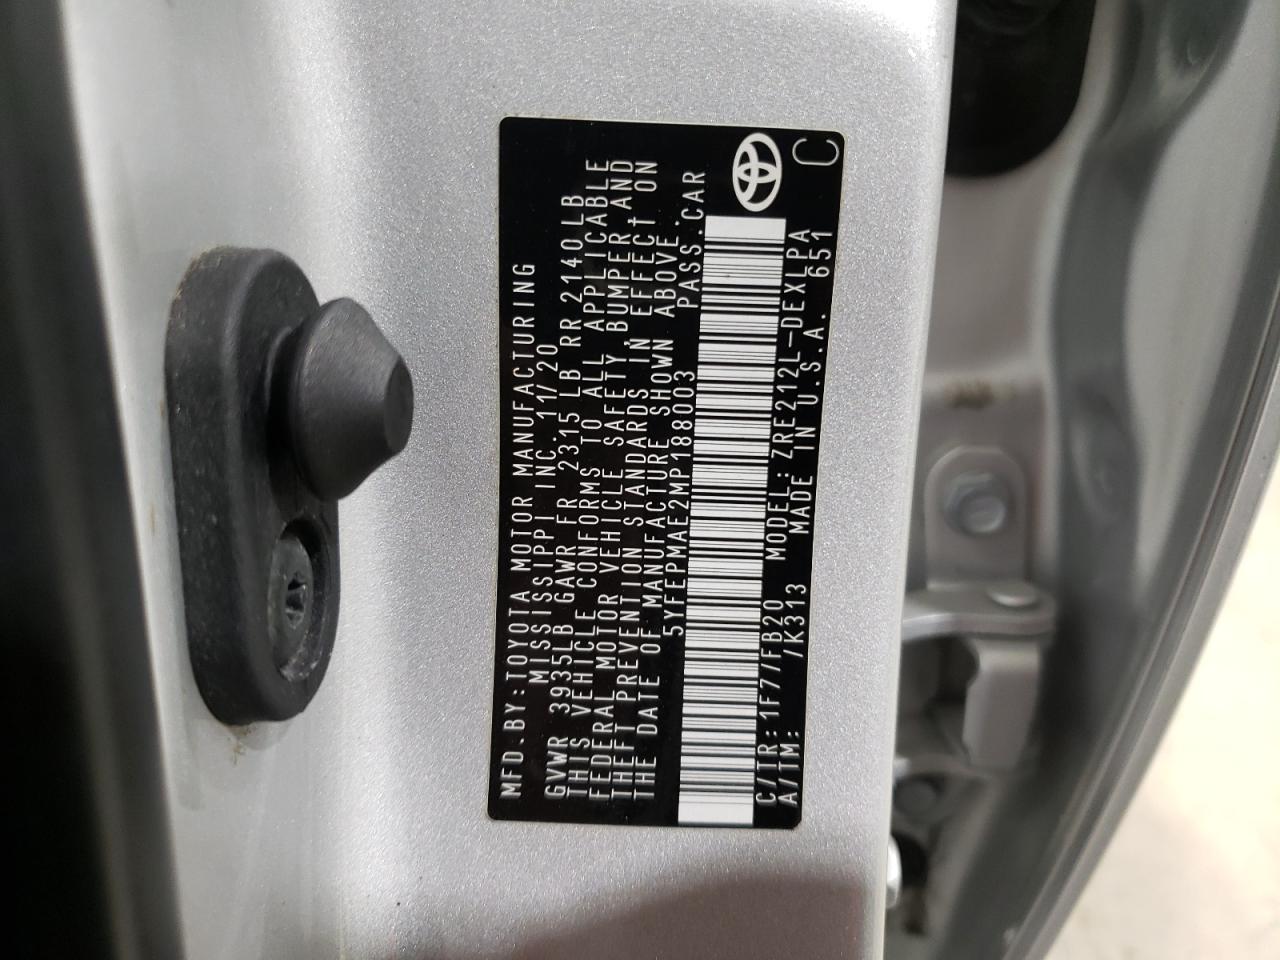 MFD.BY:TOYOTA MOTOR MANUFACTURING
MISSISSIPPI INC. 11/20
GVWR 3935LB GAWR FR 2315 LB RR 2140 LB
THIS VEHICLE CONFORMS TO ALL APPLICABLE
FEDERAL MOTOR VEHICLE SAFETY, BUMPER, AND
THEFT PREVENTION STANDARDS IN EFFECT ON
THE DATE OF MANUFACTURE SHOWN ABOVE.
5YFEPMAE2MP188003 PASS.CAR
C/TR:1F7/FB20 MODEL:ZRE212L-DEXLPA
A/TM: /K313 MADE IN U.S.A. 651
C